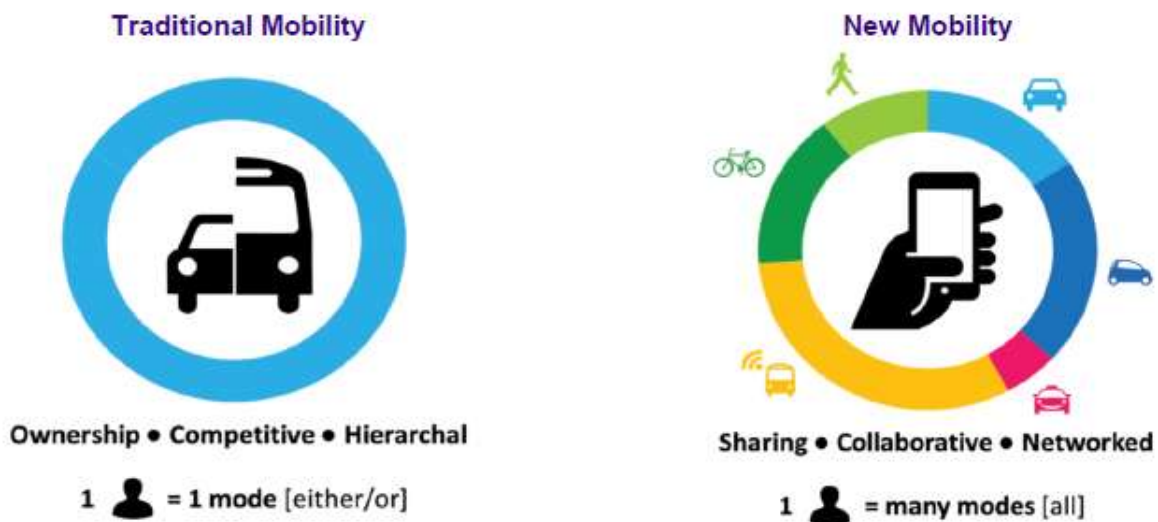 Traditional Mobility
Ownership ● Competitive ● Hierarchal
1 = 1 mode [either/or]
New Mobility
Sharing ● Collaborative ● Networked
1 = many modes [all]